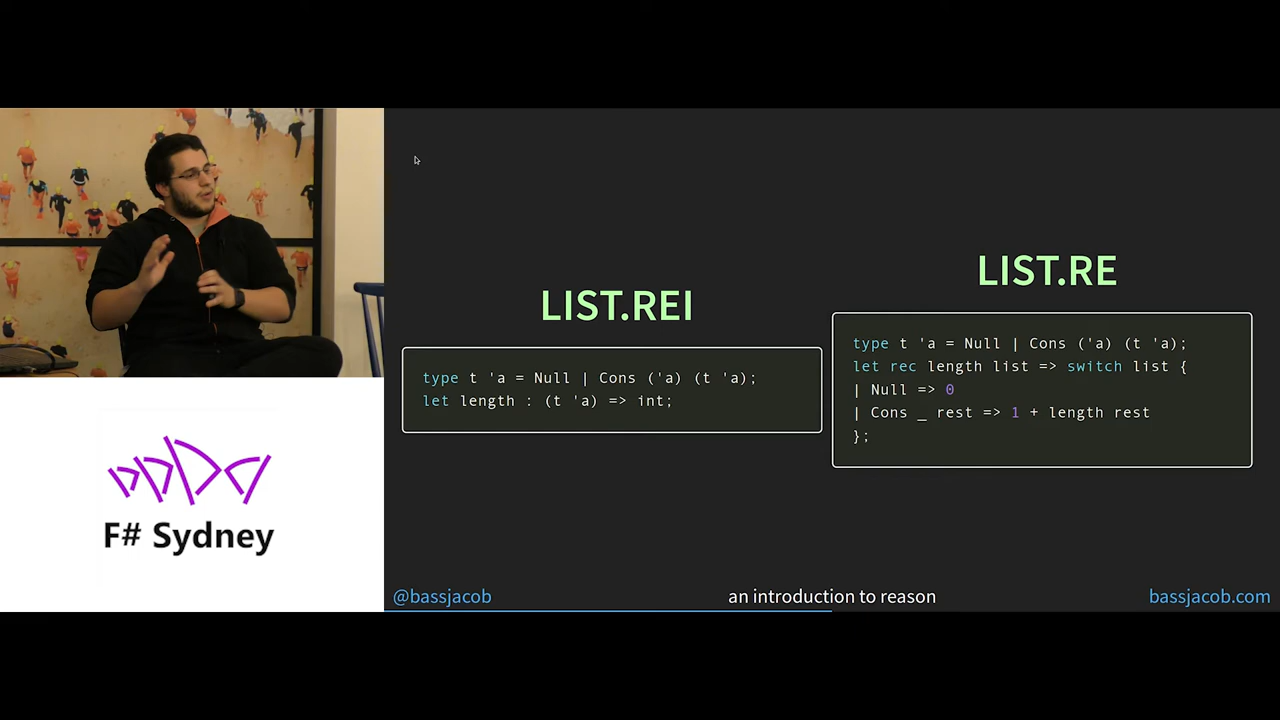 LIST.REI
type t 'a = Null | Cons ('a) (t 'a);
let length : (t 'a) => int;
LIST.RE
type t 'a = Null | Cons ('a) (t 'a);
let rec length list => switch list {
| Null => 0
| Cons _ rest => 1 + length rest
};
F# Sydney
@bassjacob
an introduction to reason
bassjacob.com